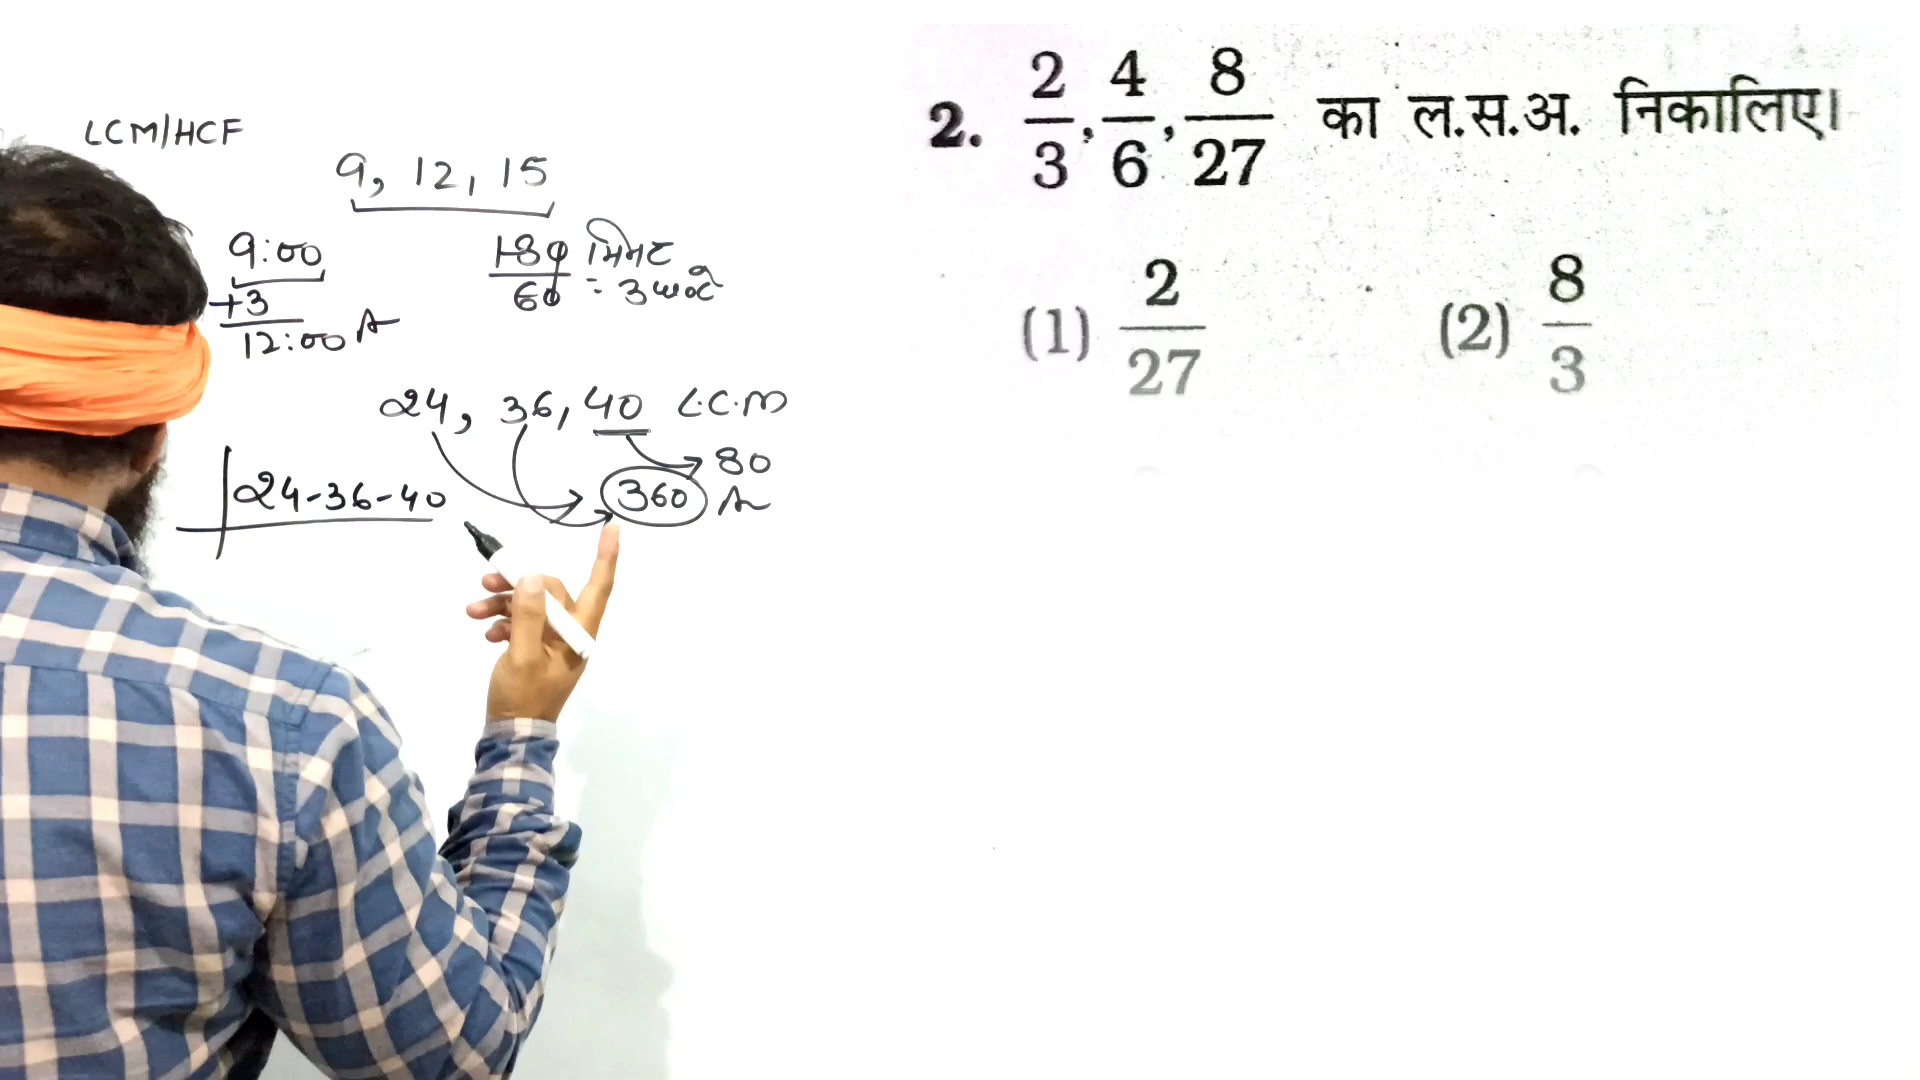 LCM/HCF
9, 12, 15
9:00
+3
12:00 A
180 मिनट
60 = 3 घण्टे
24, 36, 40 L.C.M
80
24-36-40
360 A
2. 2/3, 4/6, 8/27 का ल.स.अ. निकालिए।
(1) 2/27 (2) 8/3